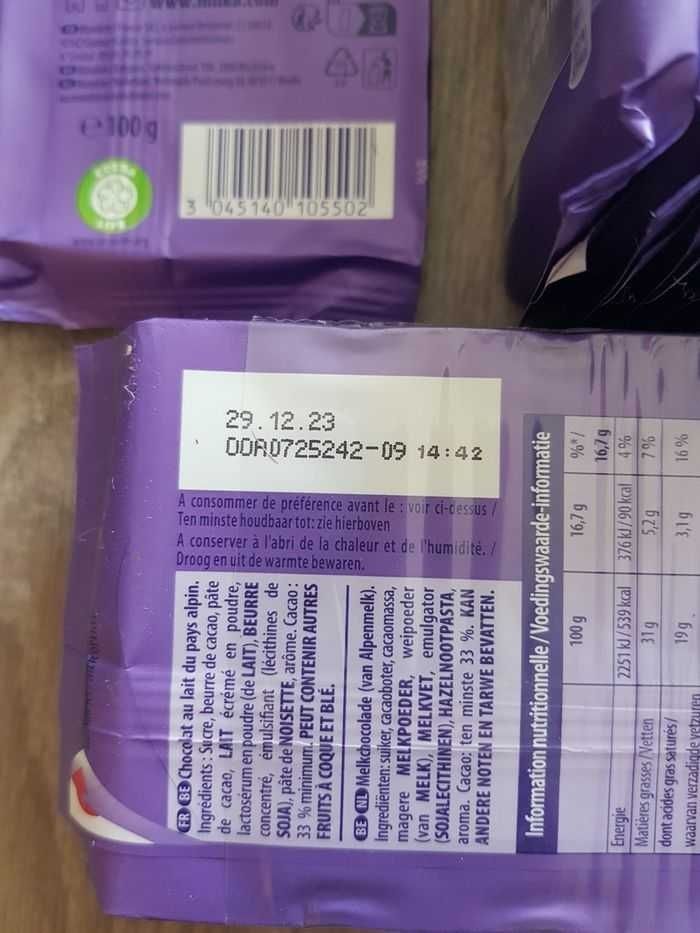 www.milka.com
e 100 g
3 045140 105502
29.12.23
OOA0725242-09 14:42
A consommer de préférence avant le : voir ci-dessus /
Ten minste houdbaar tot: zie hierboven
A conserver à l'abri de la chaleur et de l'humidité. /
Droog en uit de warmte bewaren.
FR BE Chocolat au lait du pays alpin.
Ingrédients : Sucre, beurre de cacao, pâte
de cacao, LAIT écrémé en poudre,
lactosérum en poudre (de LAIT), BEURRE
concentré, émulsifiant (lécithines de
SOJA), pâte de NOISETTE, arôme. Cacao :
33 % minimum. PEUT CONTENIR AUTRES
FRUITS À COQUE ET BLÉ.
BE NL Melkchocolade (van Alpenmelk).
Ingrediënten: suiker, cacaoboter, cacaomassa,
magere MELKPOEDER, weipoeder
(van MELK), MELKVET, emulgator
(SOJALECITHINEN), HAZELNOOTPASTA,
aroma. Cacao: ten minste 33 %. KAN
ANDERE NOTEN EN TARWE BEVATTEN.
Information nutritionnelle / Voedingswaarde-informatie
100 g 16,7 g %*/
16,7 g
Energie 2251 kJ / 539 kcal 376 kJ / 90 kcal 4 %
Matières grasses / Vetten 31 g 5,2 g 7 %
dont acides gras saturés /
waarvan verzadigde vetzuren 19 g 3,1 g 16 %